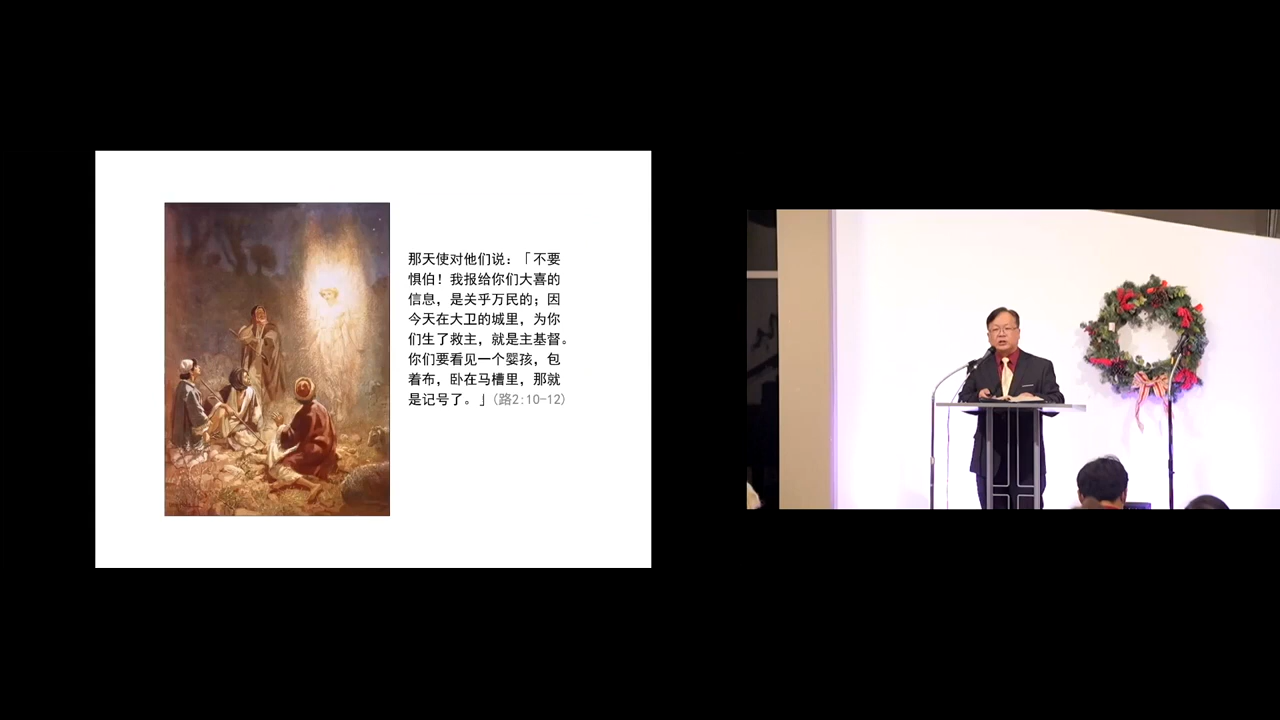 那天使对他们说：「不要
惧伯！我报给你们大喜的
信息，是关乎万民的；因
今天在大卫的城里，为你
们生了救主，就是主基督。
你们要看见一个婴孩，包
着布，卧在马槽里，那就
是记号了。」(路2:10-12)